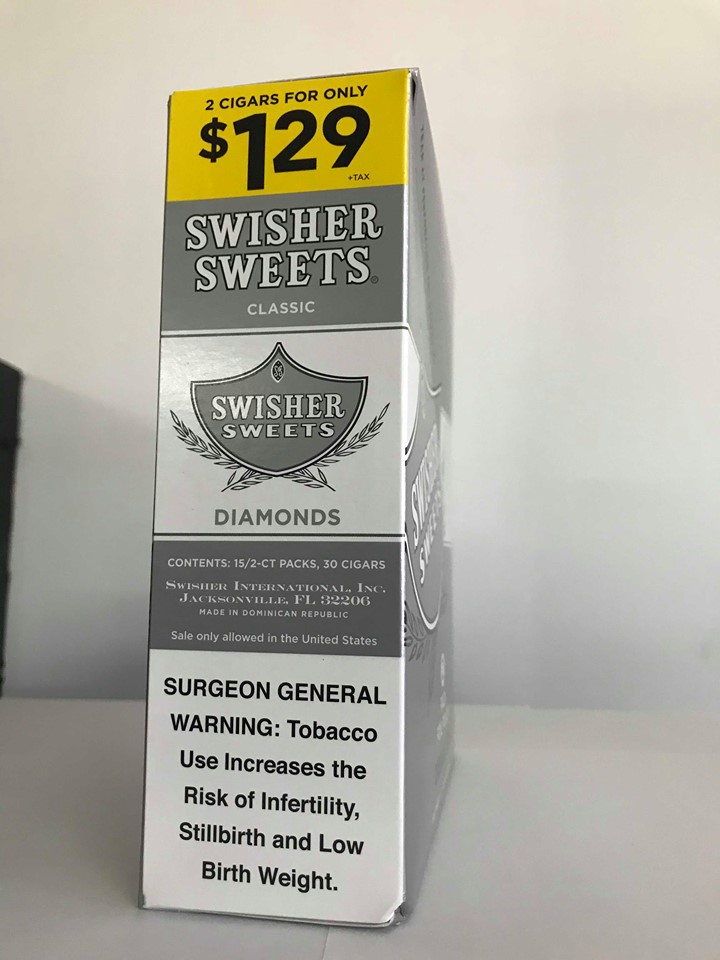 2 CIGARS FOR ONLY
$129
+TAX
SWISHER
SWEETS®
CLASSIC
SWISHER
SWEETS
DIAMONDS
CONTENTS: 15/2-CT PACKS, 30 CIGARS
SWISHER INTERNATIONAL, INC.
JACKSONVILLE, FL 32206
MADE IN DOMINICAN REPUBLIC
Sale only allowed in the United States
SURGEON GENERAL
WARNING: Tobacco
Use Increases the
Risk of Infertility,
Stillbirth and Low
Birth Weight.
SWISHER
SWEETS